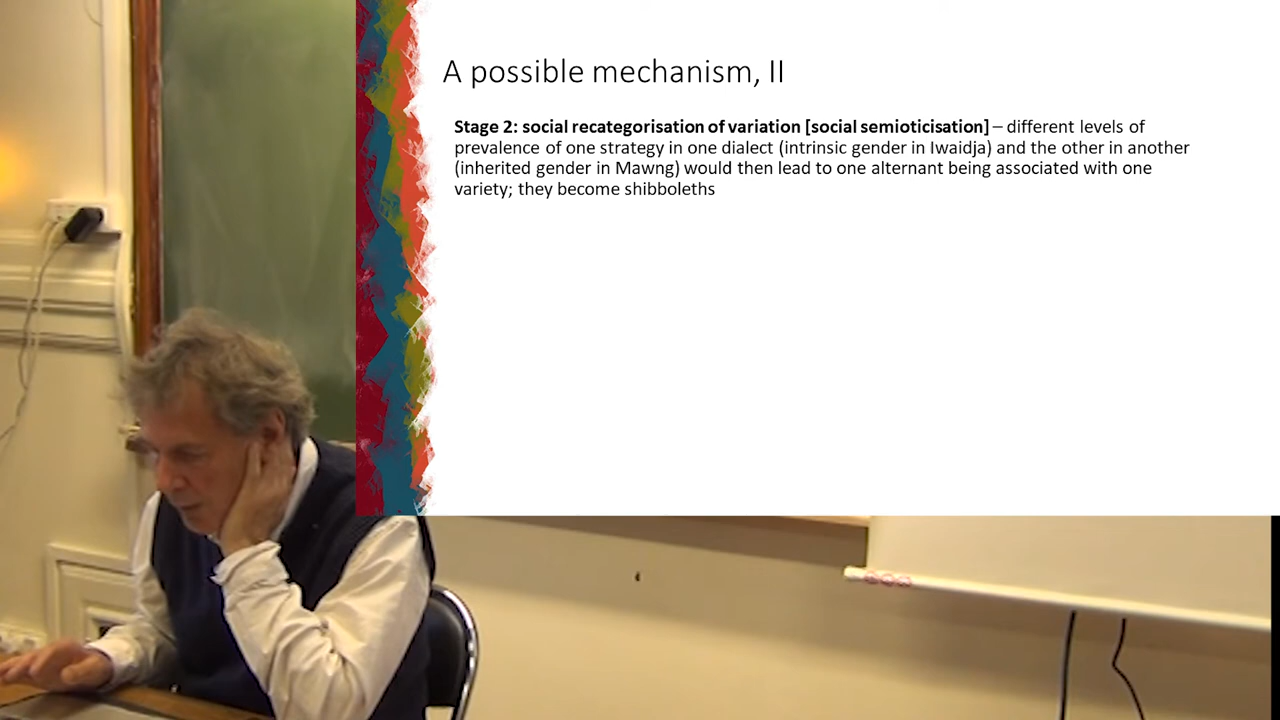 A possible mechanism, II
Stage 2: social recategorisation of variation [social semioticisation] – different levels of
prevalence of one strategy in one dialect (intrinsic gender in Iwaidja) and the other in another
(inherited gender in Mawng) would then lead to one alternant being associated with one
variety; they become shibboleths